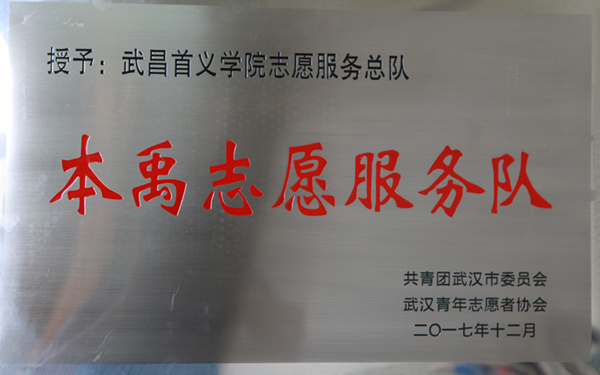 授予：武昌首义学院志愿服务总队
本禹志愿服务队
共青团武汉市委员会
武汉青年志愿者协会
二〇一七年十二月